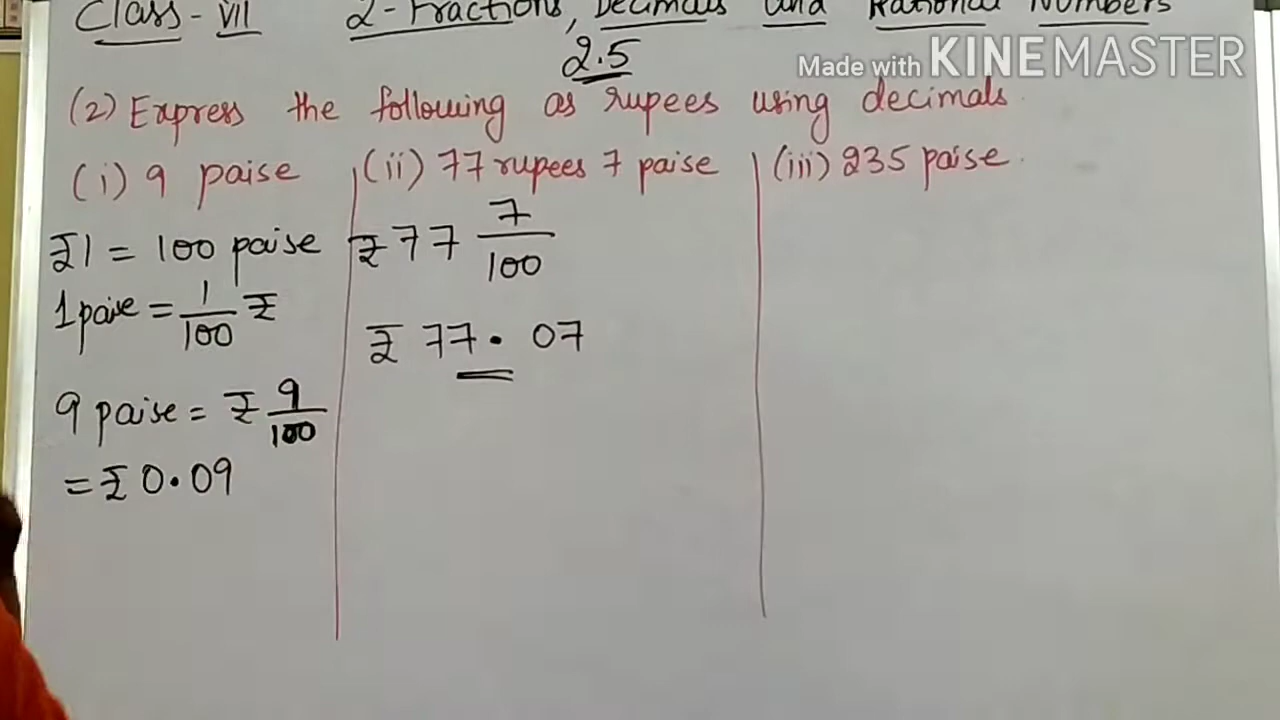 Class - VII 2 - Fractions, Decimals and Rational Numbers
2.5
Made with KINEMASTER
(2) Express the following as rupees using decimals.
(i) 9 paise (ii) 77 rupees 7 paise (iii) 235 paise.
₹1 = 100 paise ₹77 7/100
1 paise = 1/100 ₹
₹ 77.07
9 paise = ₹ 9/100
= ₹ 0.09